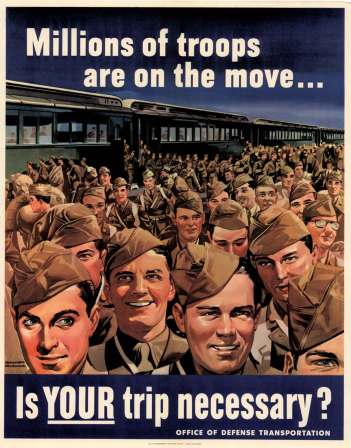 Millions of troops
are on the move...
Is YOUR trip necessary?
OFFICE OF DEFENSE TRANSPORTATION